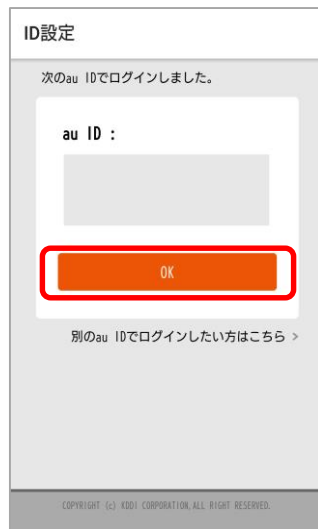 ID設定
次のau IDでログインしました。
au ID :
OK
別のau IDでログインしたい方はこちら >
COPYRIGHT (c) KDDI CORPORATION, ALL RIGHT RESERVED.